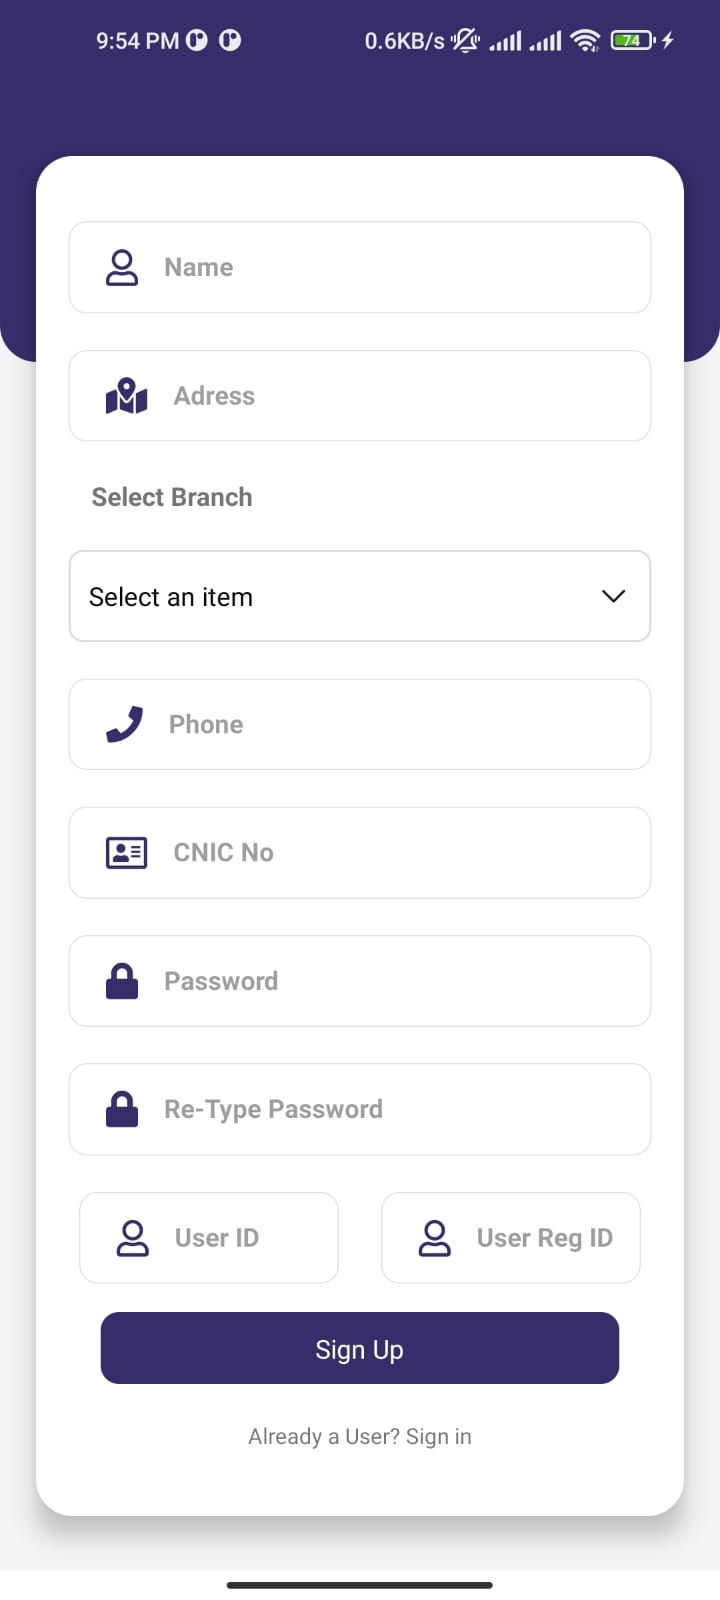 9:54 PM 0.6KB/s 74
Name
Adress
Select Branch
Select an item
Phone
CNIC No
Password
Re-Type Password
User ID User Reg ID
Sign Up
Already a User? Sign in